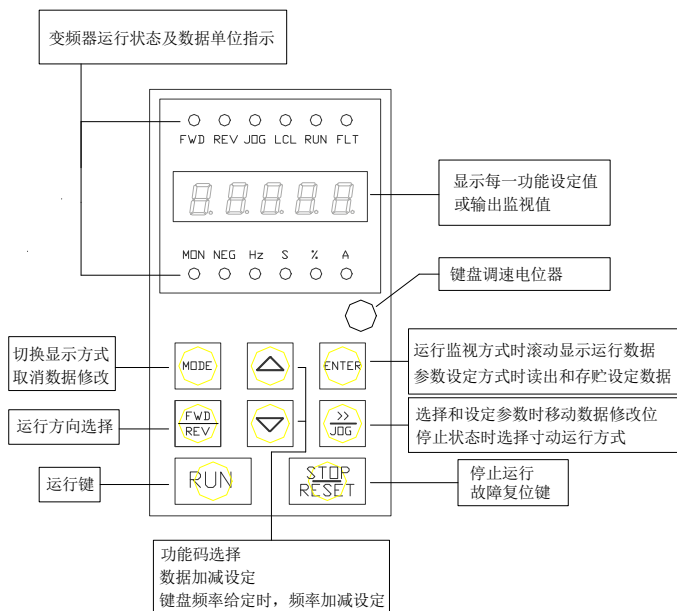 变频器运行状态及数据单位指示
FWD REV JOG LCL RUN FLT
8.8.8.8.8.
显示每一功能设定值
或输出监视值
MON NEG Hz S % A
键盘调速电位器
切换显示方式
取消数据修改
MODE
ENTER
运行监视方式时滚动显示运行数据
参数设定方式时读出和存贮设定数据
运行方向选择
FWD
REV
>>
JOG
选择和设定参数时移动数据修改位
停止状态时选择寸动运行方式
运行键
RUN
STOP
RESET
停止运行
故障复位键
功能码选择
数据加减设定
键盘频率给定时，频率加减设定